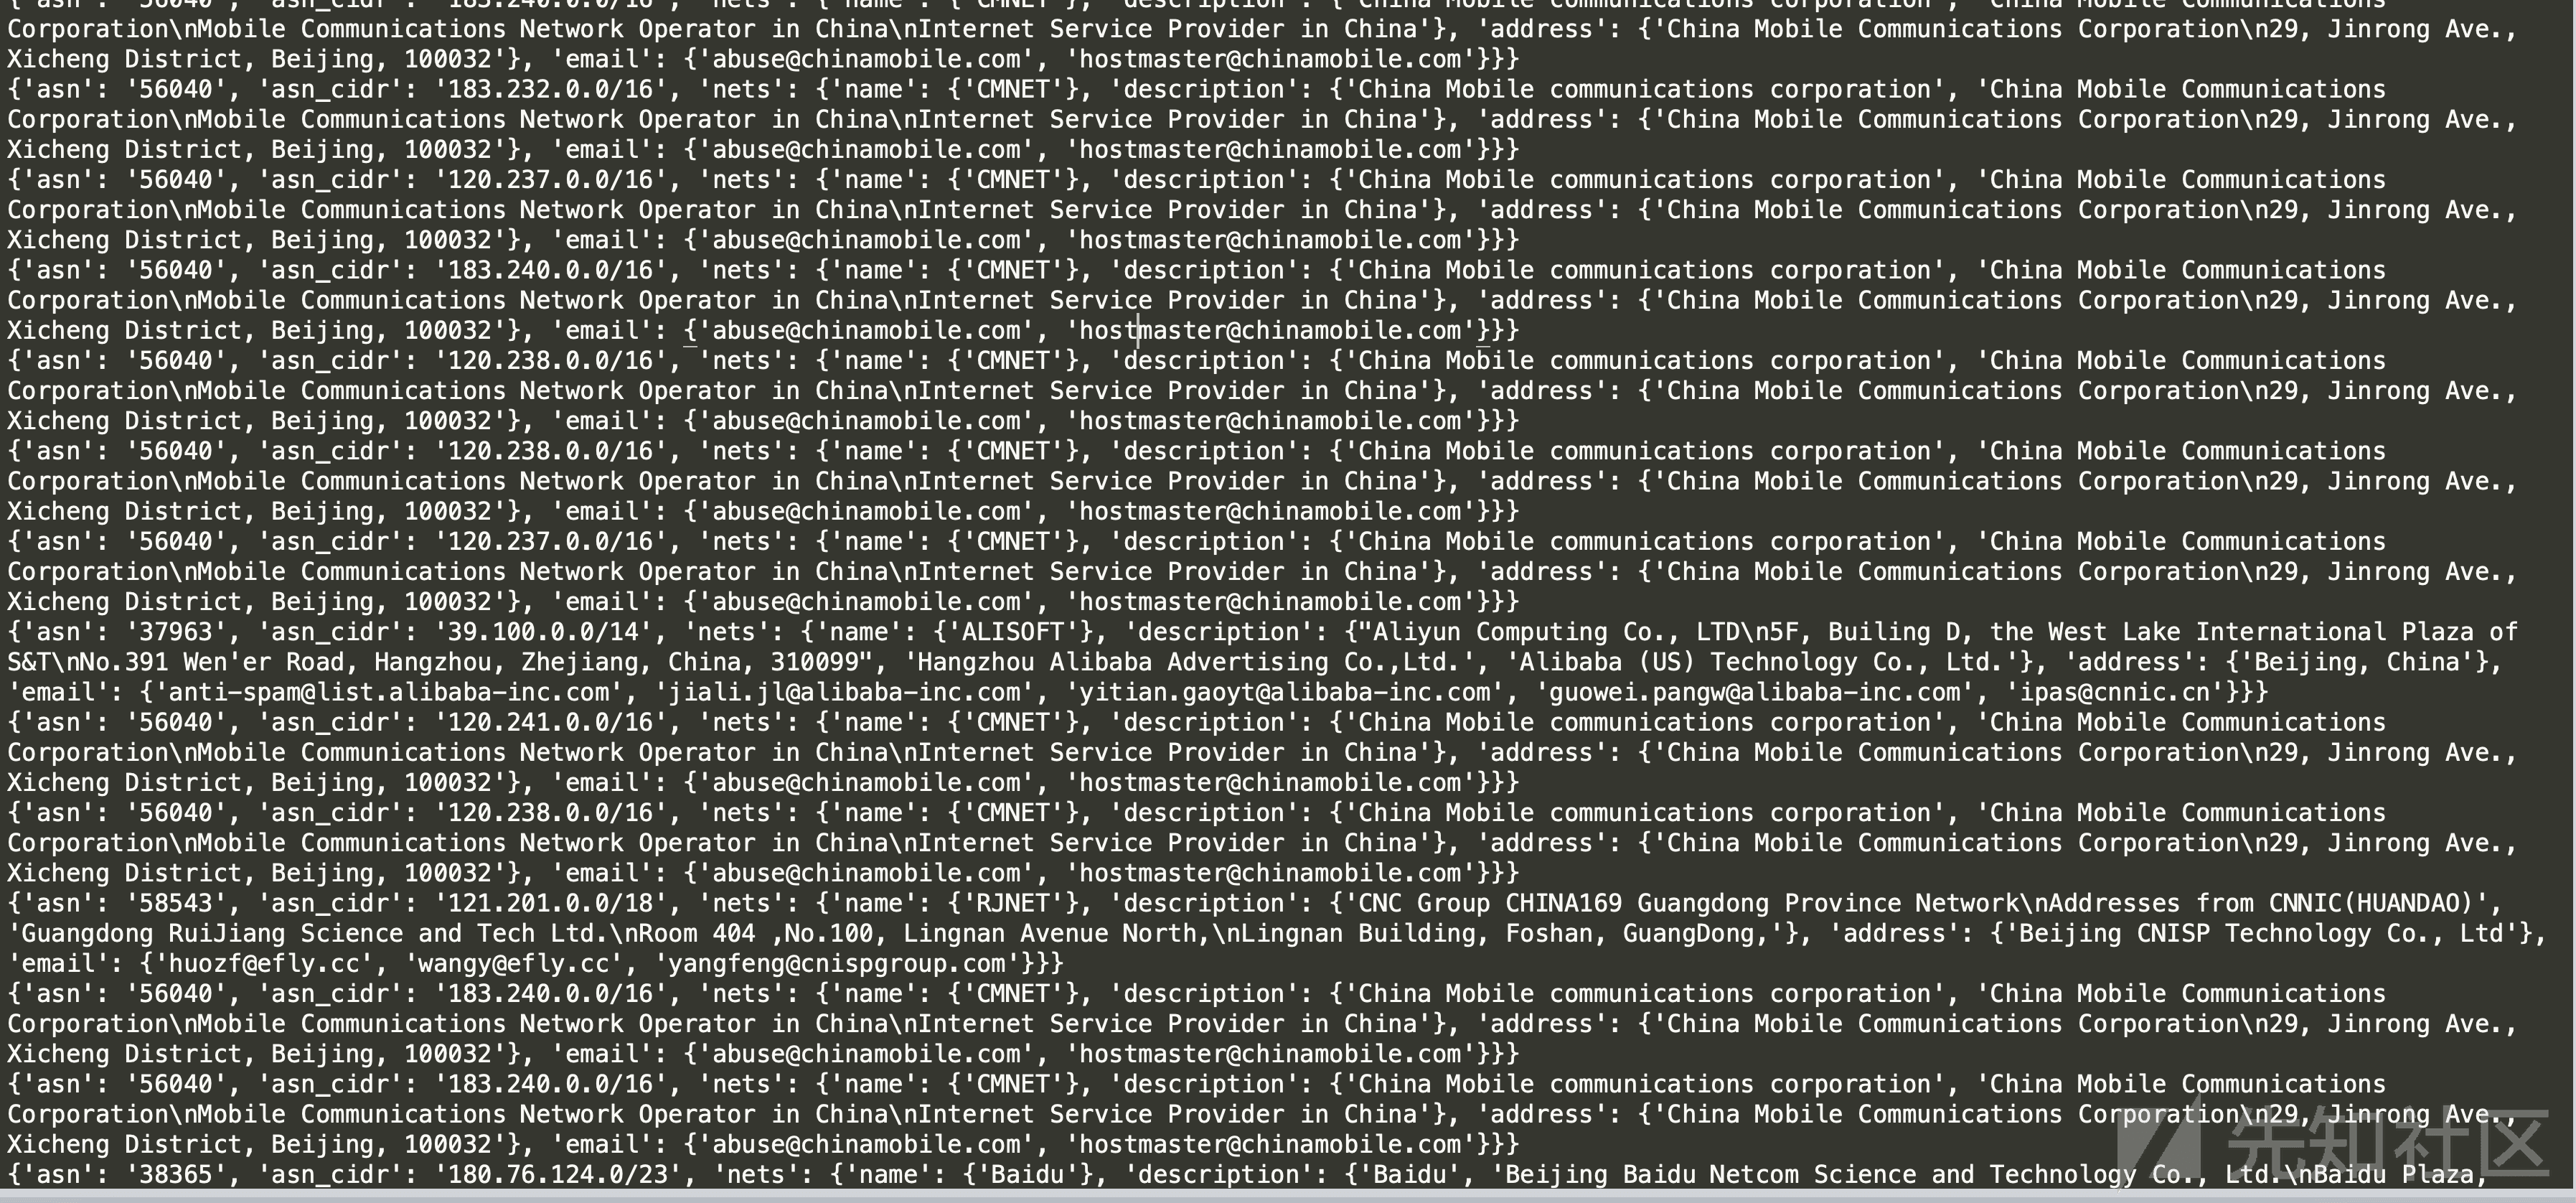 {'asn': '56040', 'asn_cidr': '183.240.0.0/16', 'nets': {'name': {'CMNET'}, 'description': {'China Mobile communications corporation', 'China Mobile Communications
Corporation\nMobile Communications Network Operator in China\nInternet Service Provider in China'}, 'address': {'China Mobile Communications Corporation\n29, Jinrong Ave.,
Xicheng District, Beijing, 100032'}, 'email': {'abuse@chinamobile.com', 'hostmaster@chinamobile.com'}}}
{'asn': '56040', 'asn_cidr': '183.232.0.0/16', 'nets': {'name': {'CMNET'}, 'description': {'China Mobile communications corporation', 'China Mobile Communications
Corporation\nMobile Communications Network Operator in China\nInternet Service Provider in China'}, 'address': {'China Mobile Communications Corporation\n29, Jinrong Ave.,
Xicheng District, Beijing, 100032'}, 'email': {'abuse@chinamobile.com', 'hostmaster@chinamobile.com'}}}
{'asn': '56040', 'asn_cidr': '120.237.0.0/16', 'nets': {'name': {'CMNET'}, 'description': {'China Mobile communications corporation', 'China Mobile Communications
Corporation\nMobile Communications Network Operator in China\nInternet Service Provider in China'}, 'address': {'China Mobile Communications Corporation\n29, Jinrong Ave.,
Xicheng District, Beijing, 100032'}, 'email': {'abuse@chinamobile.com', 'hostmaster@chinamobile.com'}}}
{'asn': '56040', 'asn_cidr': '183.240.0.0/16', 'nets': {'name': {'CMNET'}, 'description': {'China Mobile communications corporation', 'China Mobile Communications
Corporation\nMobile Communications Network Operator in China\nInternet Service Provider in China'}, 'address': {'China Mobile Communications Corporation\n29, Jinrong Ave.,
Xicheng District, Beijing, 100032'}, 'email': {'abuse@chinamobile.com', 'hostmaster@chinamobile.com'}}}
{'asn': '56040', 'asn_cidr': '120.238.0.0/16', 'nets': {'name': {'CMNET'}, 'description': {'China Mobile communications corporation', 'China Mobile Communications
Corporation\nMobile Communications Network Operator in China\nInternet Service Provider in China'}, 'address': {'China Mobile Communications Corporation\n29, Jinrong Ave.,
Xicheng District, Beijing, 100032'}, 'email': {'abuse@chinamobile.com', 'hostmaster@chinamobile.com'}}}
{'asn': '56040', 'asn_cidr': '120.238.0.0/16', 'nets': {'name': {'CMNET'}, 'description': {'China Mobile communications corporation', 'China Mobile Communications
Corporation\nMobile Communications Network Operator in China\nInternet Service Provider in China'}, 'address': {'China Mobile Communications Corporation\n29, Jinrong Ave.,
Xicheng District, Beijing, 100032'}, 'email': {'abuse@chinamobile.com', 'hostmaster@chinamobile.com'}}}
{'asn': '56040', 'asn_cidr': '120.237.0.0/16', 'nets': {'name': {'CMNET'}, 'description': {'China Mobile communications corporation', 'China Mobile Communications
Corporation\nMobile Communications Network Operator in China\nInternet Service Provider in China'}, 'address': {'China Mobile Communications Corporation\n29, Jinrong Ave.,
Xicheng District, Beijing, 100032'}, 'email': {'abuse@chinamobile.com', 'hostmaster@chinamobile.com'}}}
{'asn': '37963', 'asn_cidr': '39.100.0.0/14', 'nets': {'name': {'ALISOFT'}, 'description': {"Aliyun Computing Co., LTD\n5F, Builing D, the West Lake International Plaza of
S&T\nNo.391 Wen'er Road, Hangzhou, Zhejiang, China, 310099", 'Hangzhou Alibaba Advertising Co.,Ltd.', 'Alibaba (US) Technology Co., Ltd.'}, 'address': {'Beijing, China'},
'email': {'anti-spam@list.alibaba-inc.com', 'jiali.jl@alibaba-inc.com', 'yitian.gaoyt@alibaba-inc.com', 'guowei.pangw@alibaba-inc.com', 'ipas@cnnic.cn'}}}
{'asn': '56040', 'asn_cidr': '120.241.0.0/16', 'nets': {'name': {'CMNET'}, 'description': {'China Mobile communications corporation', 'China Mobile Communications
Corporation\nMobile Communications Network Operator in China\nInternet Service Provider in China'}, 'address': {'China Mobile Communications Corporation\n29, Jinrong Ave.,
Xicheng District, Beijing, 100032'}, 'email': {'abuse@chinamobile.com', 'hostmaster@chinamobile.com'}}}
{'asn': '56040', 'asn_cidr': '120.238.0.0/16', 'nets': {'name': {'CMNET'}, 'description': {'China Mobile communications corporation', 'China Mobile Communications
Corporation\nMobile Communications Network Operator in China\nInternet Service Provider in China'}, 'address': {'China Mobile Communications Corporation\n29, Jinrong Ave.,
Xicheng District, Beijing, 100032'}, 'email': {'abuse@chinamobile.com', 'hostmaster@chinamobile.com'}}}
{'asn': '58543', 'asn_cidr': '121.201.0.0/18', 'nets': {'name': {'RJNET'}, 'description': {'CNC Group CHINA169 Guangdong Province Network\nAddresses from CNNIC(HUANDAO)',
'Guangdong RuiJiang Science and Tech Ltd.\nRoom 404 ,No.100, Lingnan Avenue North,\nLingnan Building, Foshan, GuangDong,'}, 'address': {'Beijing CNISP Technology Co., Ltd'},
'email': {'huozf@efly.cc', 'wangy@efly.cc', 'yangfeng@cnispgroup.com'}}}
{'asn': '56040', 'asn_cidr': '183.240.0.0/16', 'nets': {'name': {'CMNET'}, 'description': {'China Mobile communications corporation', 'China Mobile Communications
Corporation\nMobile Communications Network Operator in China\nInternet Service Provider in China'}, 'address': {'China Mobile Communications Corporation\n29, Jinrong Ave.,
Xicheng District, Beijing, 100032'}, 'email': {'abuse@chinamobile.com', 'hostmaster@chinamobile.com'}}}
{'asn': '56040', 'asn_cidr': '183.240.0.0/16', 'nets': {'name': {'CMNET'}, 'description': {'China Mobile communications corporation', 'China Mobile Communications
Corporation\nMobile Communications Network Operator in China\nInternet Service Provider in China'}, 'address': {'China Mobile Communications Corporation\n29, Jinrong Ave.,
Xicheng District, Beijing, 100032'}, 'email': {'abuse@chinamobile.com', 'hostmaster@chinamobile.com'}}}
{'asn': '38365', 'asn_cidr': '180.76.124.0/23', 'nets': {'name': {'Baidu'}, 'description': {'Baidu', 'Beijing Baidu Netcom Science and Technology Co., Ltd.\nBaidu Plaza,
先知社区